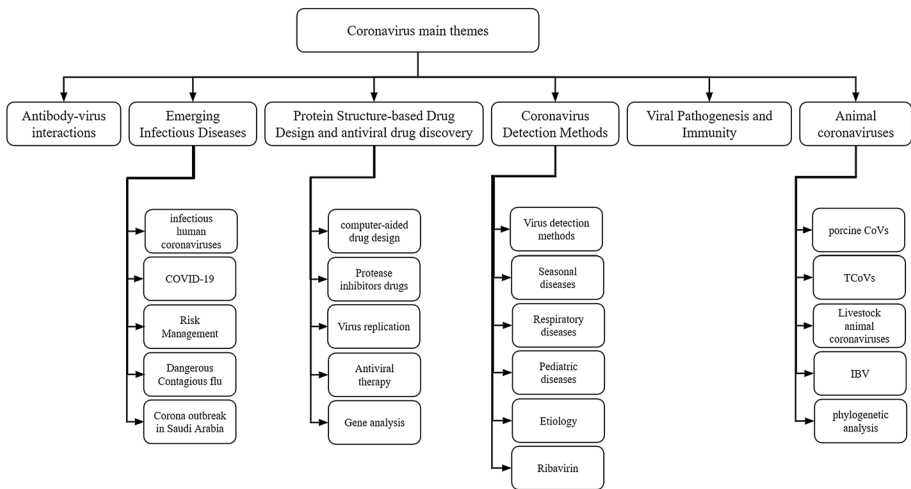 Coronavirus main themes
Antibody-virus
interactions
Emerging
Infectious Diseases
Protein Structure-based Drug
Design and antiviral drug discovery
Coronavirus
Detection Methods
Viral Pathogenesis and
Immunity
Animal
coronaviruses
infectious
human
coronaviruses
COVID-19
Risk
Management
Dangerous
Contagious flu
Corona outbreak
in Saudi Arabia
computer-aided
drug design
Protease
inhibitors drugs
Virus replication
Antiviral
therapy
Gene analysis
Virus detection
methods
Seasonal
diseases
Respiratory
diseases
Pediatric
diseases
Etiology
Ribavirin
porcine CoVs
TCoVs
Livestock
animal
coronaviruses
IBV
phylogenetic
analysis